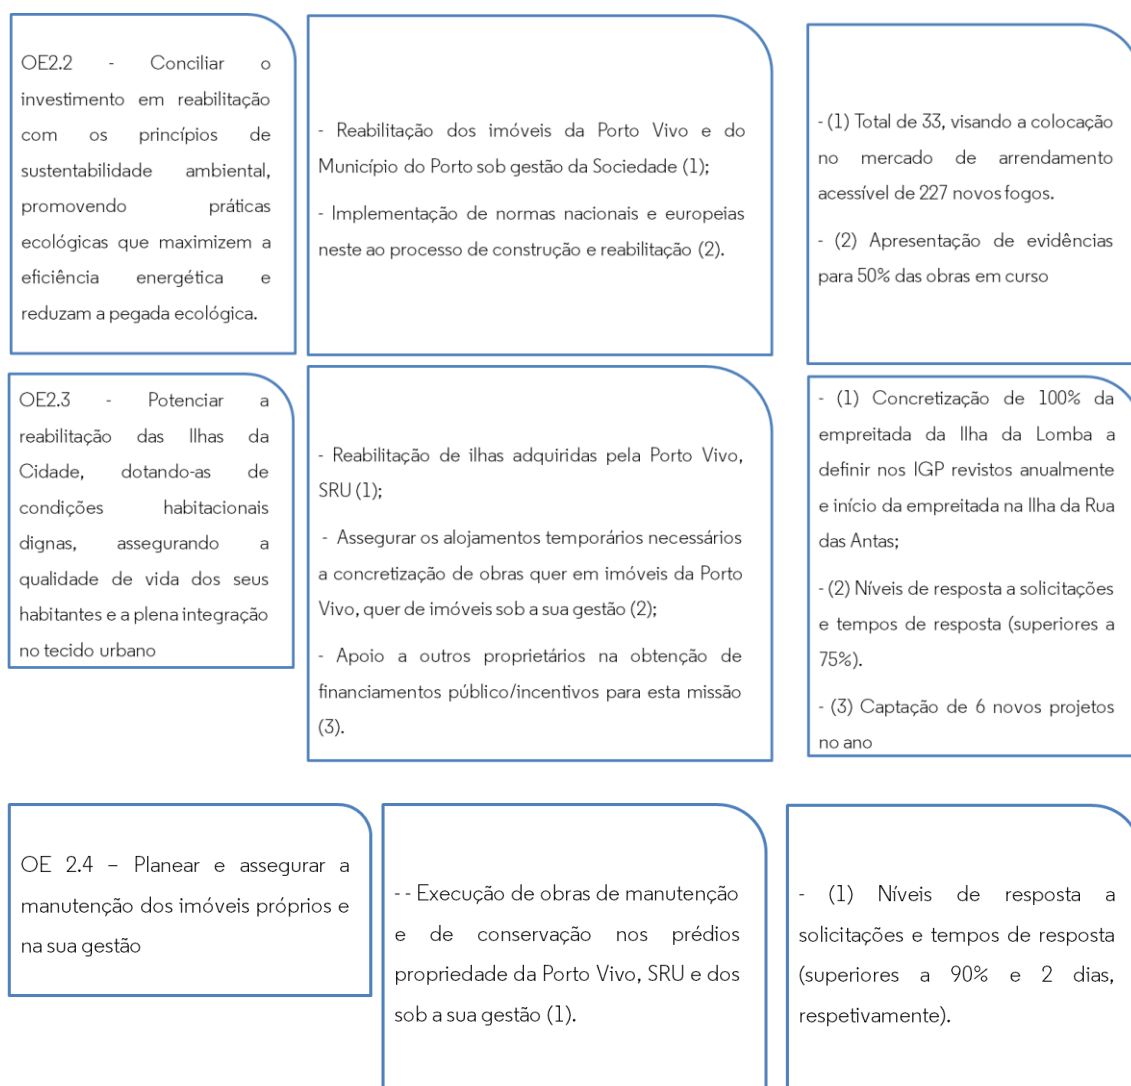 OE2.2 - Conciliar o
investimento em reabilitação
com os princípios de
sustentabilidade ambiental,
promovendo práticas
ecológicas que maximizem a
eficiência energética e
reduzam a pegada ecológica.
- Reabilitação dos imóveis da Porto Vivo e do
Município do Porto sob gestão da Sociedade (1);
- Implementação de normas nacionais e europeias
neste ao processo de construção e reabilitação (2).
- (1) Total de 33, visando a colocação
no mercado de arrendamento
acessível de 227 novos fogos.
- (2) Apresentação de evidências
para 50% das obras em curso
OE2.3 - Potenciar a
reabilitação das Ilhas da
Cidade, dotando-as de
condições habitacionais
dignas, assegurando a
qualidade de vida dos seus
habitantes e a plena integração
no tecido urbano
- Reabilitação de ilhas adquiridas pela Porto Vivo,
SRU (1);
- Assegurar os alojamentos temporários necessários
a concretização de obras quer em imóveis da Porto
Vivo, quer de imóveis sob a sua gestão (2);
- Apoio a outros proprietários na obtenção de
financiamentos público/incentivos para esta missão
(3).
- (1) Concretização de 100% da
empreitada da Ilha da Lomba a
definir nos IGP revistos anualmente
e início da empreitada na Ilha da Rua
das Antas;
- (2) Níveis de resposta a solicitações
e tempos de resposta (superiores a
75%).
- (3) Captação de 6 novos projetos
no ano
OE 2.4 – Planear e assegurar a
manutenção dos imóveis próprios e
na sua gestão
- - Execução de obras de manutenção
e de conservação nos prédios
propriedade da Porto Vivo, SRU e dos
sob a sua gestão (1).
- (1) Níveis de resposta a
solicitações e tempos de resposta
(superiores a 90% e 2 dias,
respetivamente).